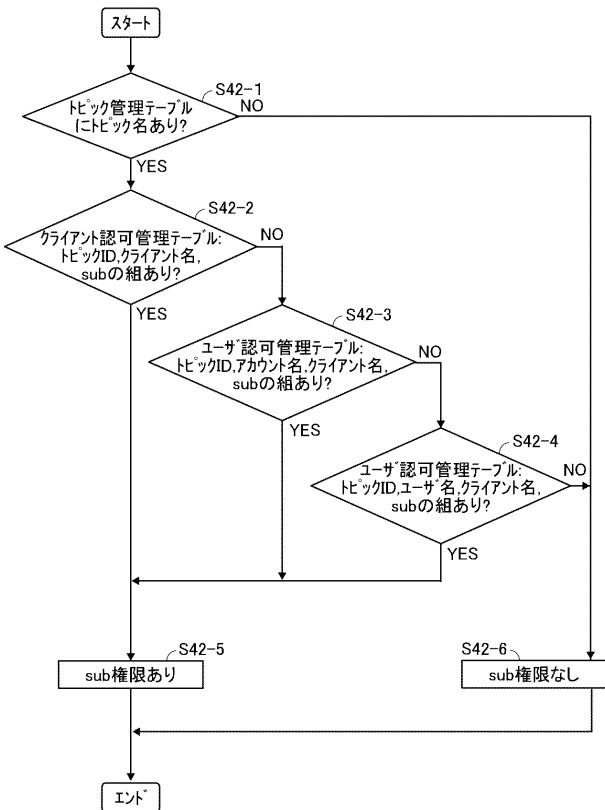 スタート
S42-1
トピック管理テーブル
にトピック名あり?
NO
YES
S42-2
クライアント認可管理テーブル:
トピックID,クライアント名,
subの組あり?
NO
YES
S42-3
ユーザ認可管理テーブル:
トピックID,アカウント名,クライアント名,
subの組あり?
NO
YES
S42-4
ユーザ認可管理テーブル:
トピックID,ユーザ名,クライアント名,
subの組あり?
NO
YES
S42-5
sub権限あり
S42-6
sub権限なし
エンド